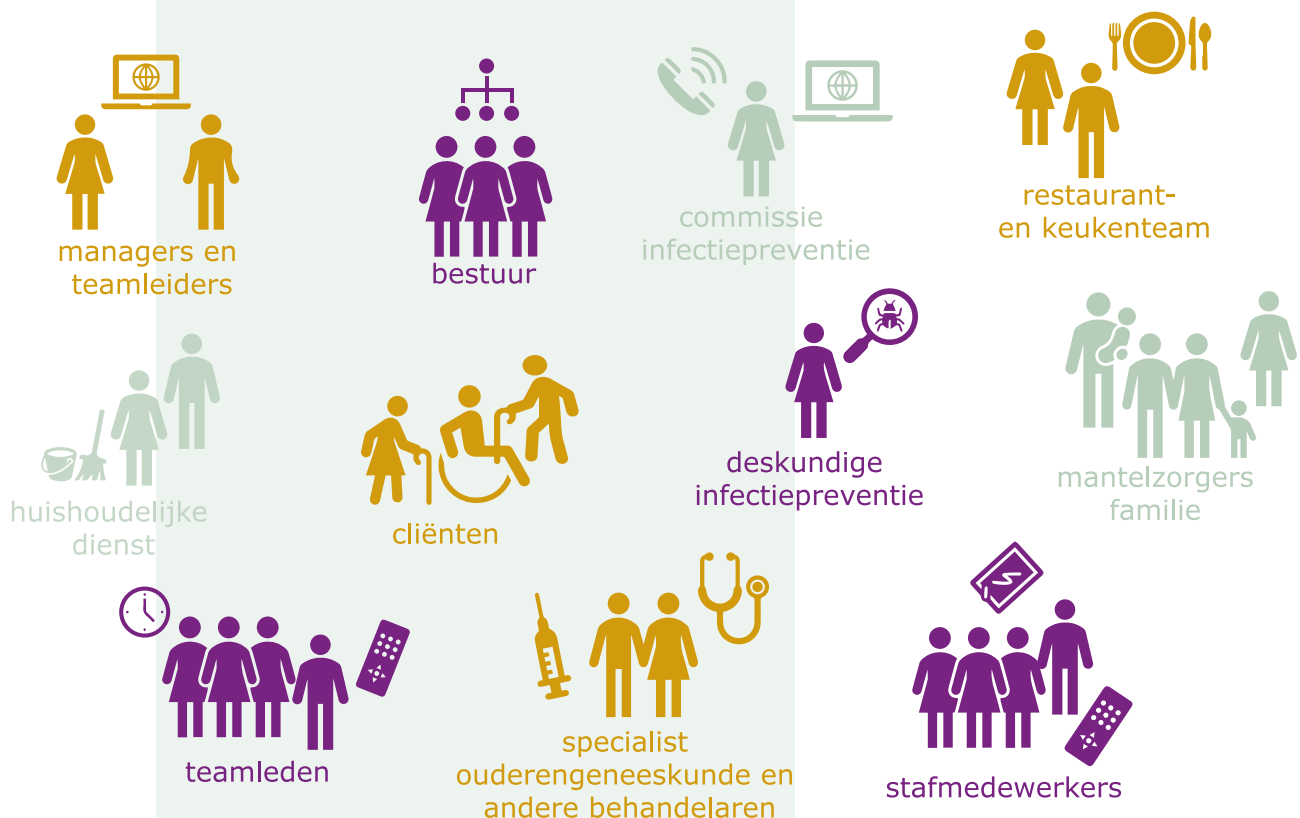 managers en
teamleiders
bestuur
commissie
infectiepreventie
restaurant-
en keukenteam
huishoudelijke
dienst
cliënten
deskundige
infectiepreventie
mantelzorgers
familie
teamleden
specialist
ouderengeneeskunde en
andere behandelaren
stafmedewerkers